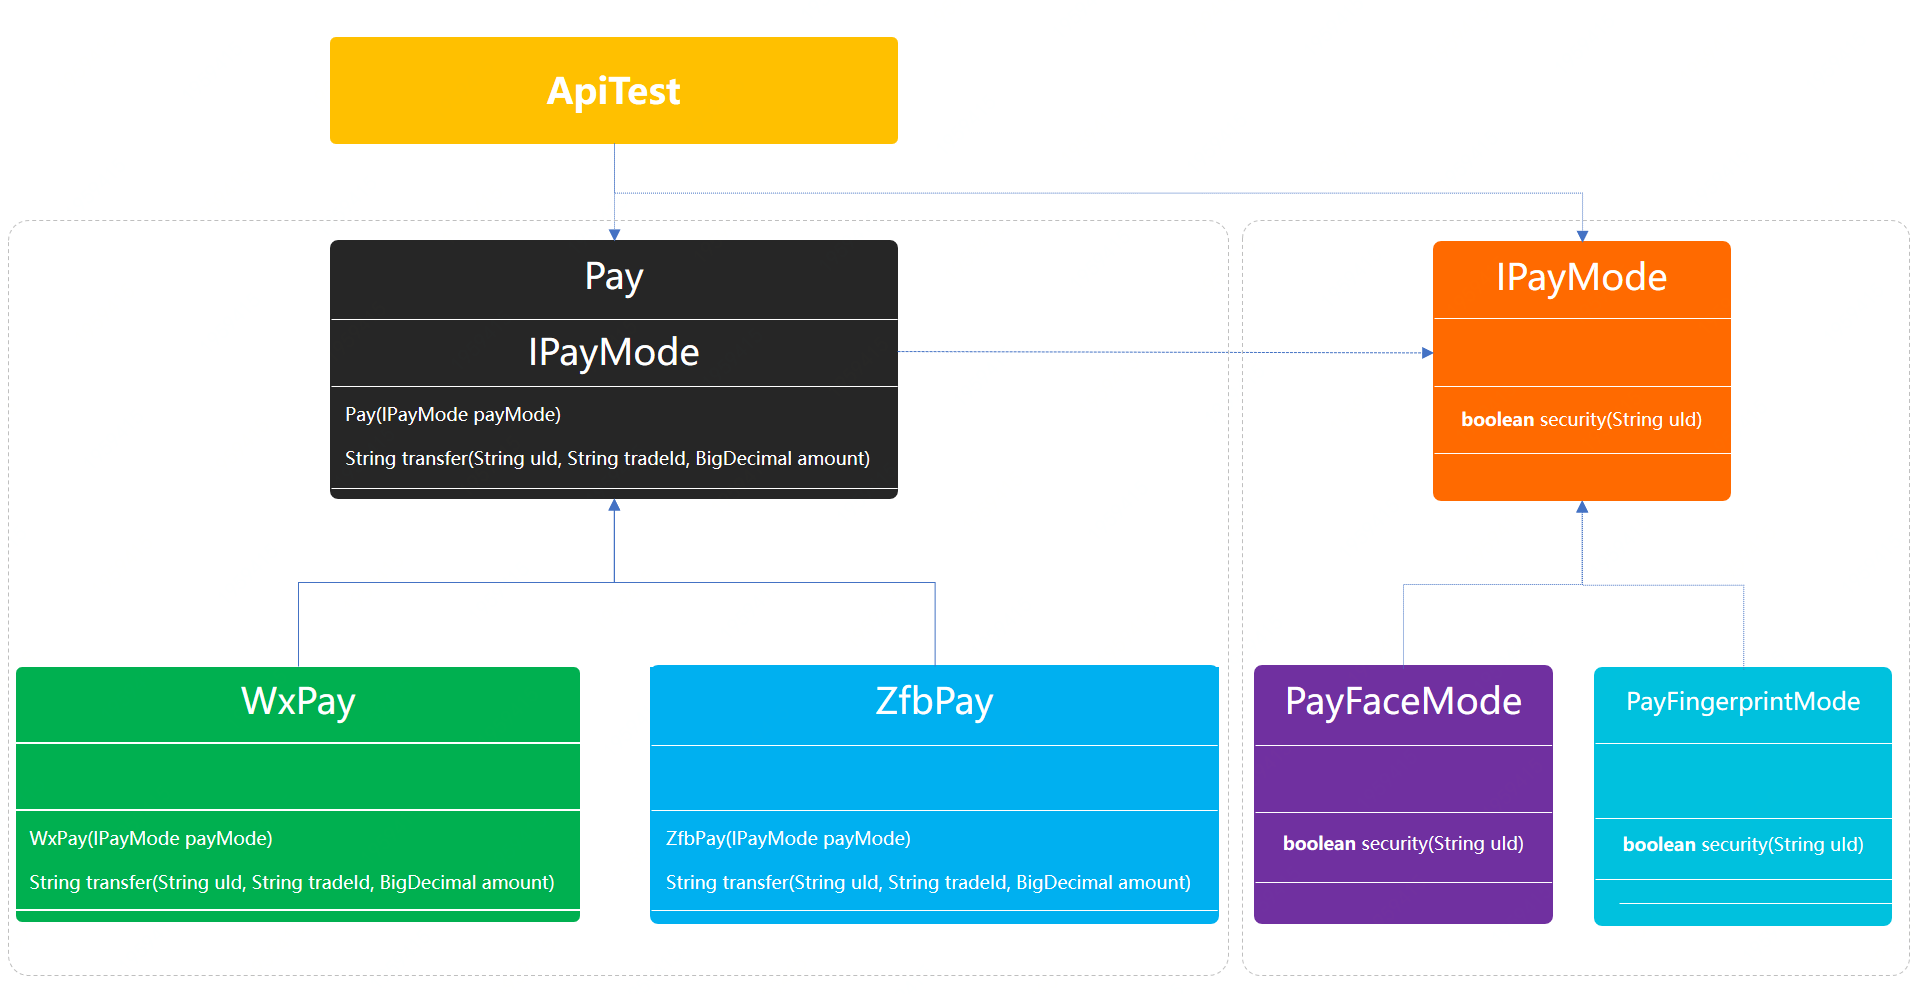 ApiTest
Pay
IPayMode
Pay(IPayMode payMode)
String transfer(String uId, String tradeId, BigDecimal amount)
IPayMode
boolean security(String uId)
WxPay
WxPay(IPayMode payMode)
String transfer(String uId, String tradeId, BigDecimal amount)
ZfbPay
ZfbPay(IPayMode payMode)
String transfer(String uId, String tradeId, BigDecimal amount)
PayFaceMode
boolean security(String uId)
PayFingerprintMode
boolean security(String uId)